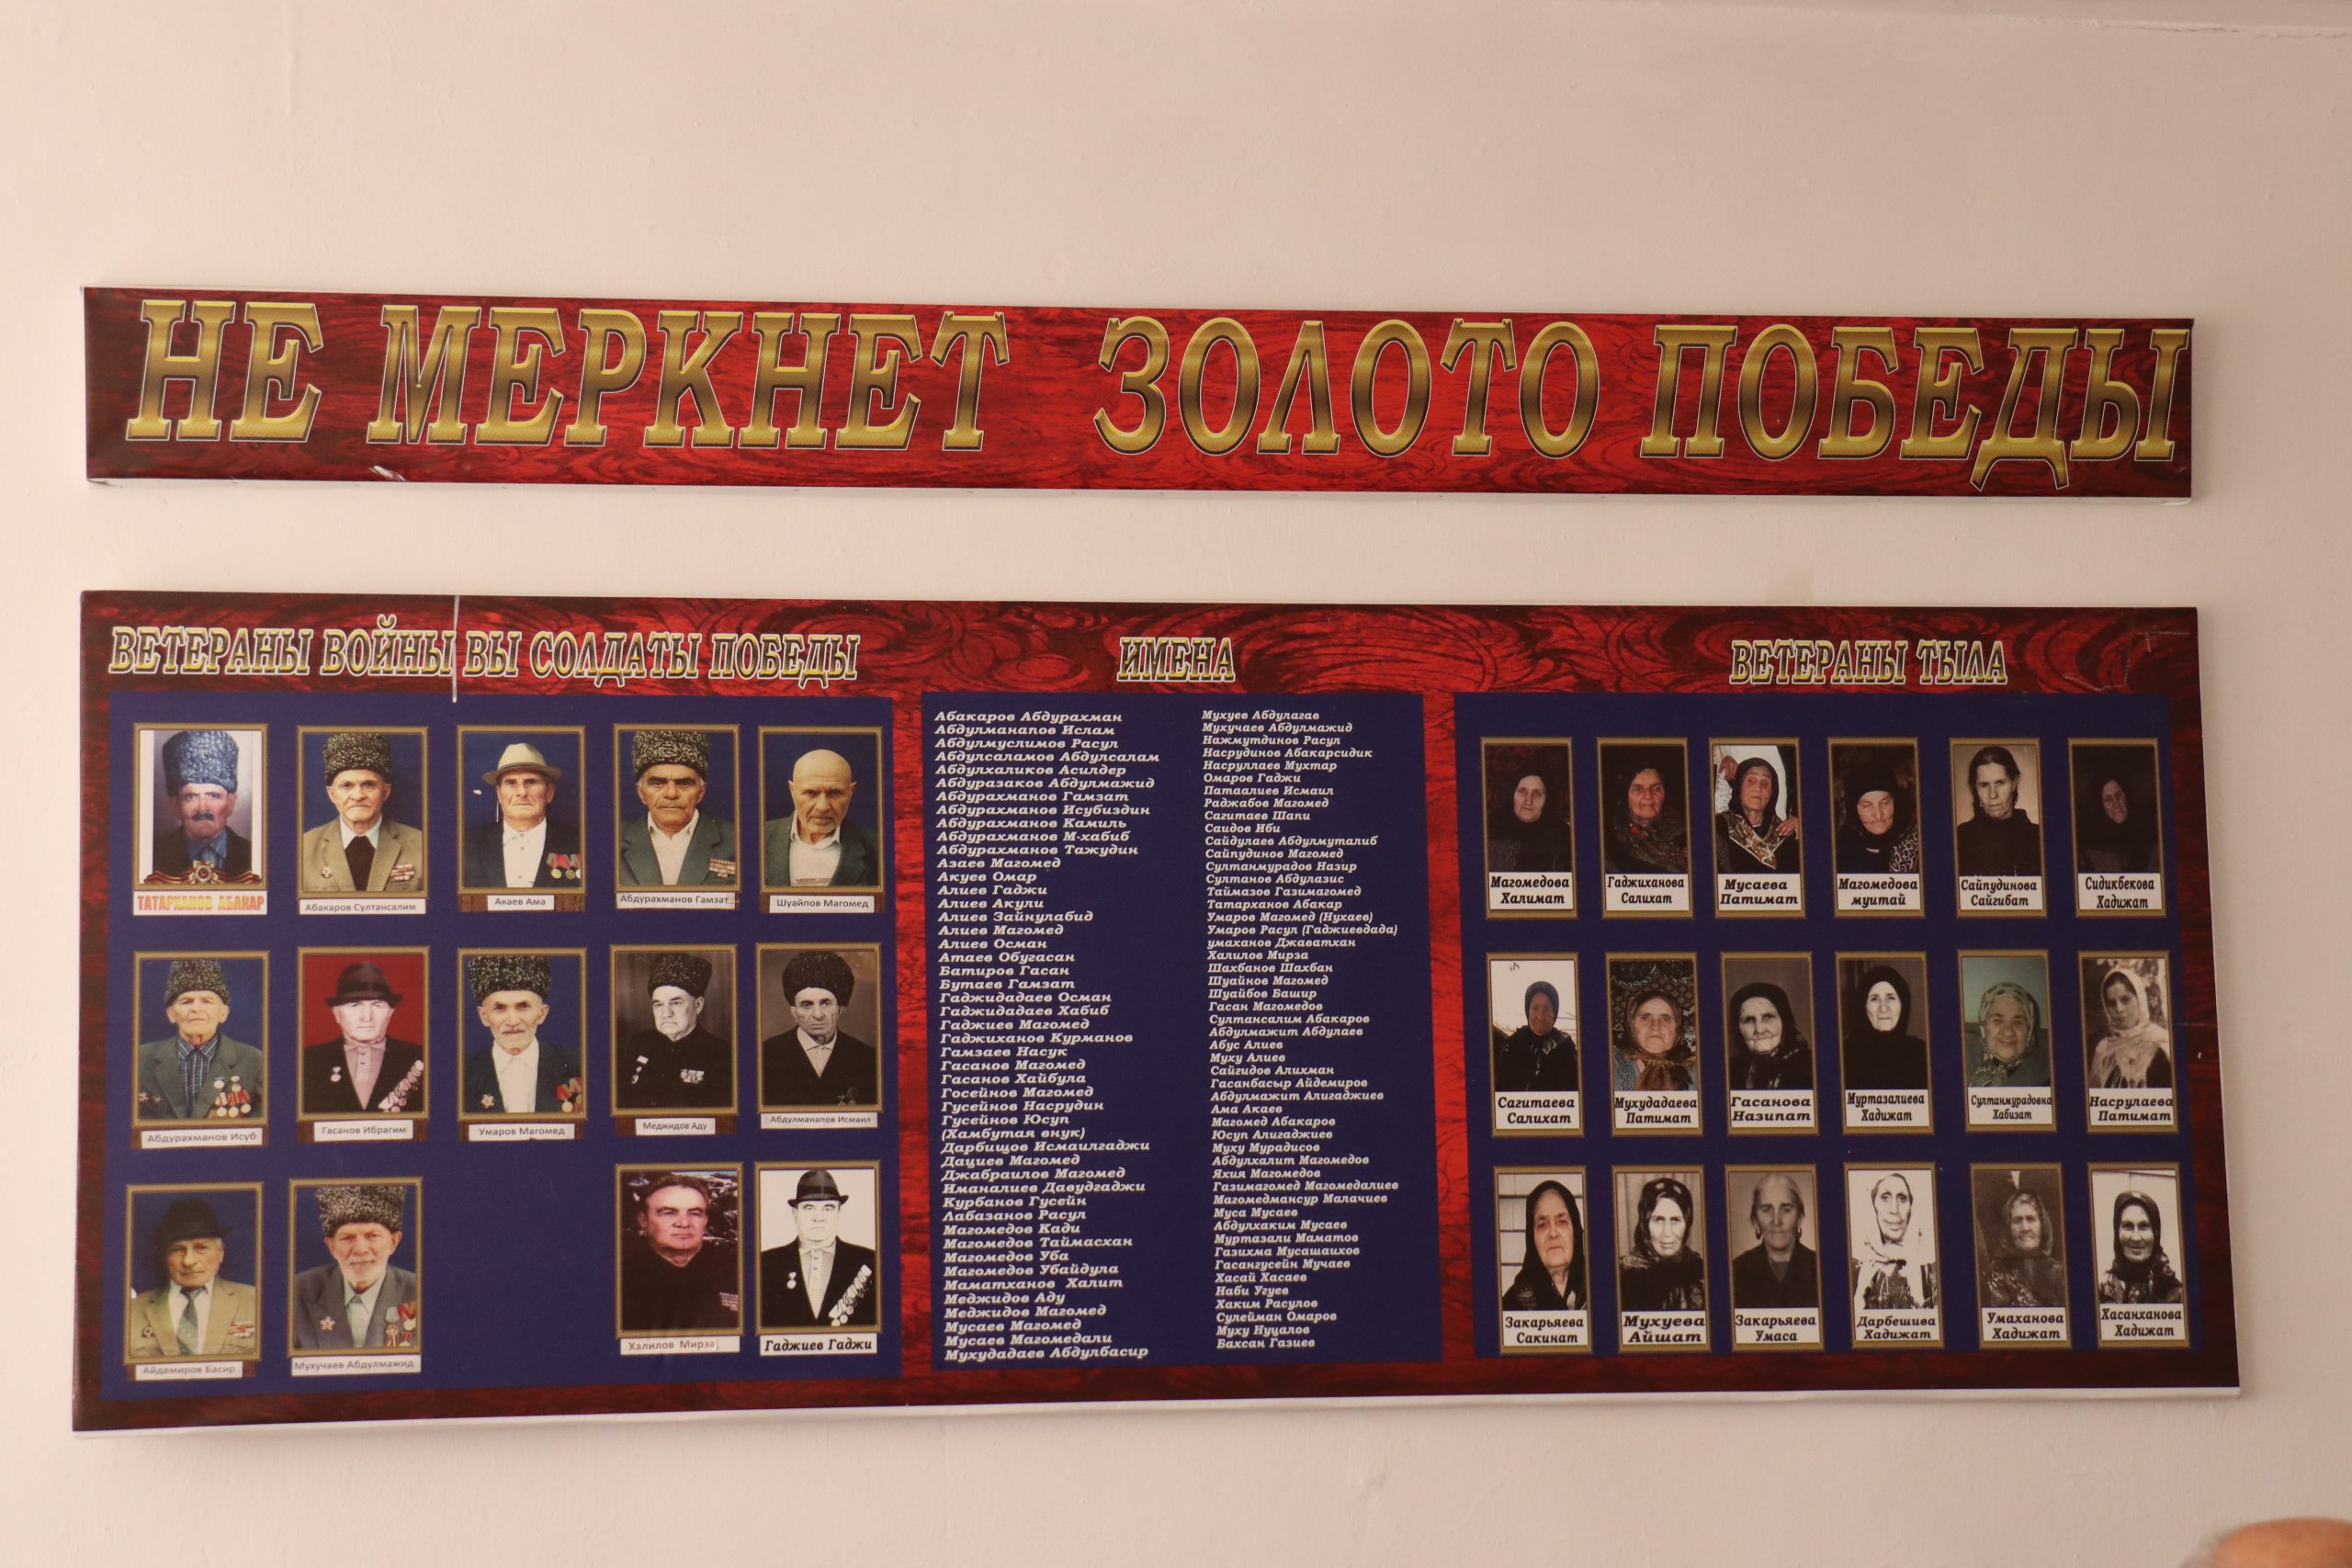 НЕ МЕРКНЕТ ЗОЛОТО ПОБЕДЫ
ВЕТЕРАНЫ ВОЙНЫ ВЫ СОЛДАТЫ ПОБЕДЫ
ТАТАРХАНОВ АБАКАР
Абакаров Султансалим
Акаев Ама
Абдурахманов Гамзат
Шуайпов Магомед
Абдурахманов Исуб
Гасанов Ибрагим
Умаров Магомед
Меджидов Аду
Абдулманапов Исмаил
Айдемиров Басир
Мухучаев Абдулмажид
Халилов Мирза
Гаджиев Гаджи
ИМЕНА
Абакаров Абдурахман
Абдулманапов Ислам
Абдулмуслимов Расул
Абдулсаламов Абдулсалам
Абдулхаликов Асилдер
Абдуразаков Абдулмажид
Абдурахманов Гамзат
Абдурахманов Исубиздин
Абдурахманов Камиль
Абдурахманов М-хабиб
Абдурахманов Тажудин
Азаев Магомед
Акуев Омар
Алиев Гаджи
Алиев Акули
Алиев Зайнулабид
Алиев Магомед
Алиев Осман
Атаев Обугасан
Батиров Гасан
Бутаев Гамзат
Гаджидадаев Осман
Гаджидадаев Хабиб
Гаджиев Магомед
Гаджиханов Курманов
Гамзаев Насук
Гасанов Магомед
Гасанов Хайбула
Госейнов Магомед
Гусейнов Насрудин
Гусейнов Юсуп
(Хамбутая внук)
Дарбищов Исмаилгаджи
Дациев Магомед
Джабраилов Магомед
Иманалиев Давудгаджи
Курбанов Гусейн
Лабазанов Расул
Магомедов Кади
Магомедов Таймасхан
Магомедов Уба
Магомедов Убайдула
Маматханов Халит
Меджидов Аду
Меджидов Магомед
Мусаев Магомед
Мусаев Магомедали
Мухудадаев Абдулбасир
Мухуев Абдулагав
Мухучаев Абдулмажид
Нажмутдинов Расул
Насрудинов Абакарсидик
Насруллаев Мухтар
Омаров Гаджи
Патаалиев Исмаил
Раджабов Магомед
Сагитаев Шапи
Саидов Иби
Сайдулаев Абдулмуталиб
Сайпудинов Магомед
Султанмурадов Назир
Султанов Абдулазис
Таймазов Газимагомед
Татарханов Абакар
Умаров Магомед (Нухаев)
Умаров Расул (Гаджиевдада)
умаханов Джаватхан
Халилов Мирза
Шахбанов Шахбан
Шуайнов Магомед
Шуайбов Башир
Гасан Магомедов
Султансалим Абакаров
Абдулмажит Абдулаев
Абус Алиев
Муху Алиев
Сайгидов Алихман
Гасанбасыр Айдемиров
Абдулмажит Алигаджиев
Ама Акаев
Магомед Абакаров
Юсуп Алигаджиев
Муху Мурадисов
Абдулхалит Магомедов
Яхия Магомедов
Газимагомед Магомедалиев
Магомедмансур Малачиев
Муса Мусаев
Абдулхаким Мусаев
Муртазали Маматов
Газихма Мусашаихов
Гасангусейн Мучаев
Хасай Хасаев
Наби Угуев
Хаким Расулов
Сулейман Омаров
Муху Нуцалов
Бахсан Газиев
ВЕТЕРАНЫ ТЫЛА
Магомедова
Халимат
Гаджиханова
Салихат
Мусаева
Патимат
Магомедова
муитай
Сайпудинова
Сайгибат
Сидикбекова
Хадижат
Сагитаева
Салихат
Мухудадаева
Патимат
Гасанова
Назипат
Муртазалиева
Хадижат
Султанмурадовна
Хабизат
Насрулаева
Патимат
Закарьяева
Сакинат
Мухуева
Айшат
Закарьяева
Умаса
Дарбешива
Хадижат
Умаханова
Хадижат
Хасанханова
Хадижат